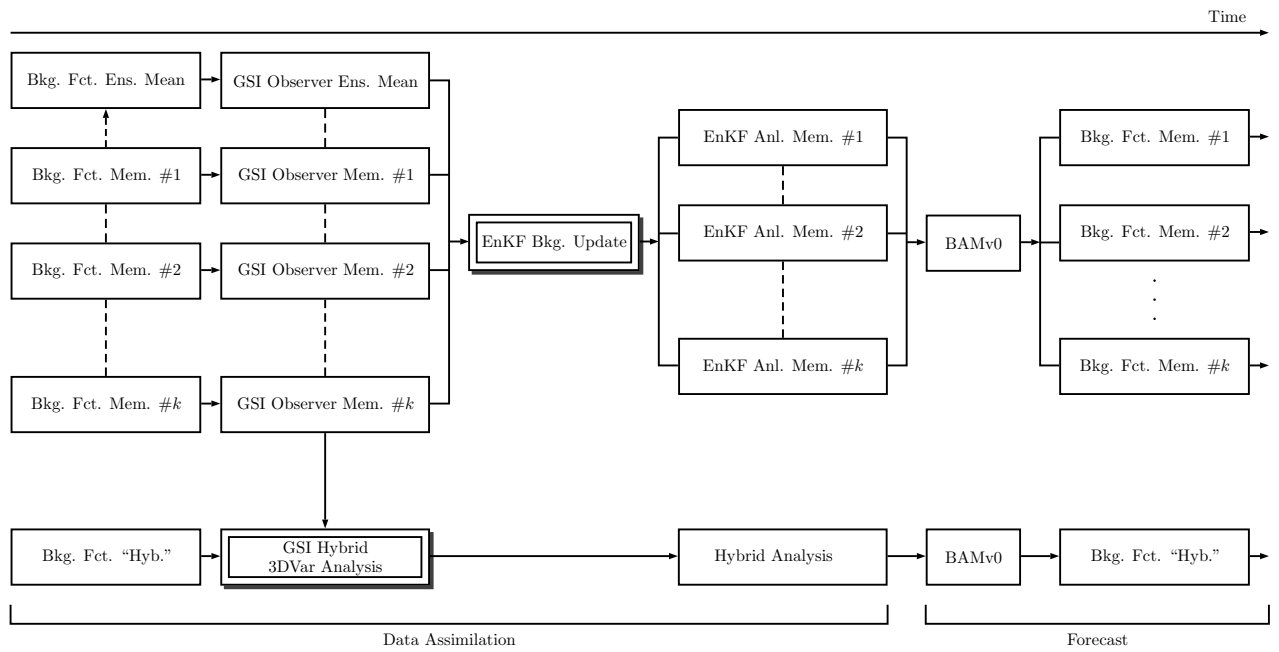 Time
Bkg. Fct. Ens. Mean
GSI Observer Ens. Mean
EnKF Anl. Mem. #1
Bkg. Fct. Mem. #1
Bkg. Fct. Mem. #1
GSI Observer Mem. #1
EnKF Bkg. Update
EnKF Anl. Mem. #2
BAMv0
Bkg. Fct. Mem. #2
Bkg. Fct. Mem. #2
GSI Observer Mem. #2
EnKF Anl. Mem. #k
Bkg. Fct. Mem. #k
Bkg. Fct. Mem. #k
GSI Observer Mem. #k
Bkg. Fct. “Hyb.”
GSI Hybrid
3DVar Analysis
Hybrid Analysis
BAMv0
Bkg. Fct. “Hyb.”
Data Assimilation
Forecast